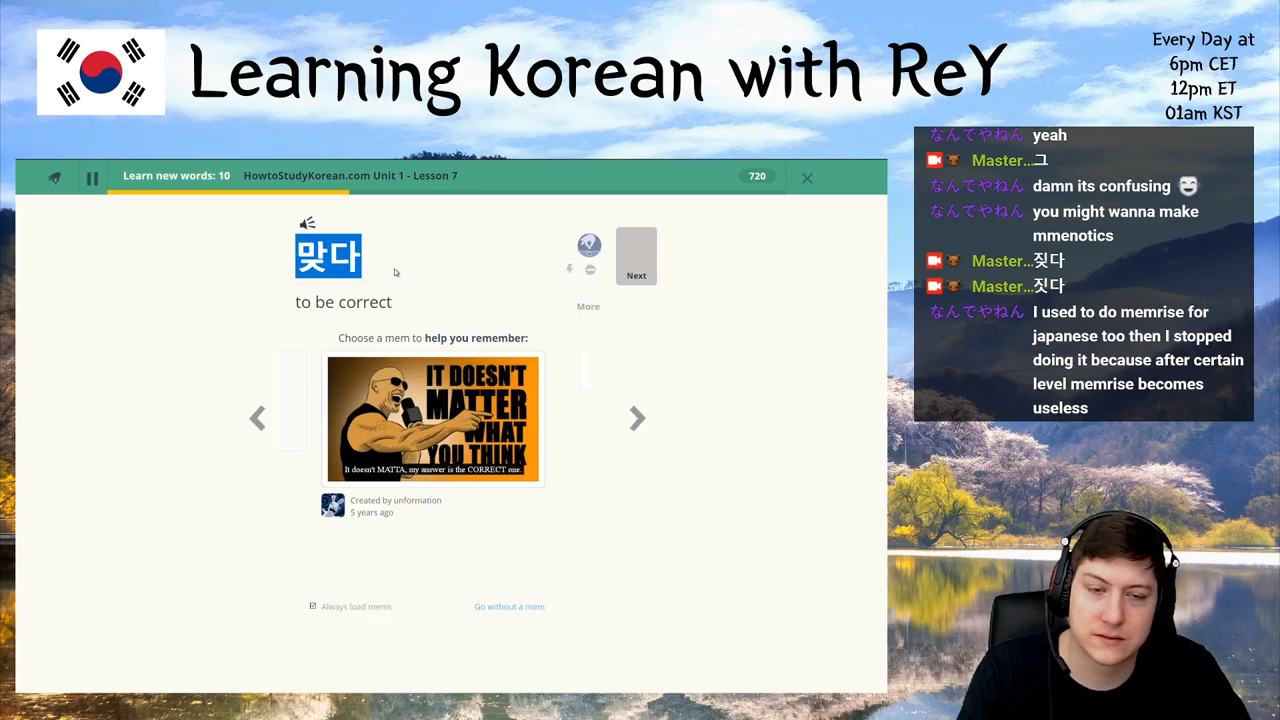 Learning Korean with ReY
Every Day at
6pm CET
12pm ET
01am KST
Learn new words: 10 HowtoStudyKorean.com Unit 1 - Lesson 7 720
맞다
Next
to be correct
More
Choose a mem to help you remember:
IT DOESN'T
MATTER
WHAT
YOU THINK
It doesn't MATTA, my answer is the CORRECT one.
Created by unformation
5 years ago
Always load mems Go without a mem
なんでやねん yeah
Master...그
なんでやねん damn its confusing
なんでやねん you might wanna make
mmenotics
Master...짖다
Master...짓다
なんでやねん I used to do memrise for
japanese too then I stopped
doing it because after certain
level memrise becomes
useless